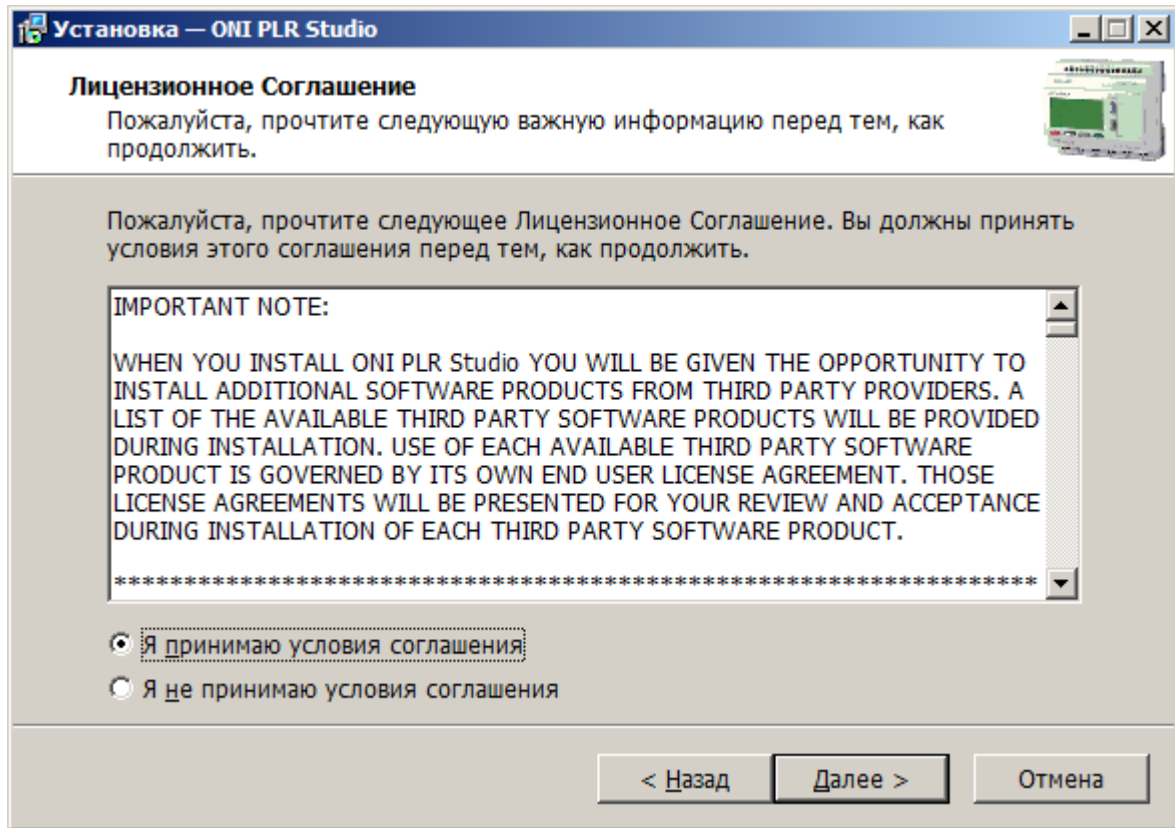 Установка — ONI PLR Studio
Лицензионное Соглашение
Пожалуйста, прочтите следующую важную информацию перед тем, как
продолжить.
Пожалуйста, прочтите следующее Лицензионное Соглашение. Вы должны принять
условия этого соглашения перед тем, как продолжить.
IMPORTANT NOTE:
WHEN YOU INSTALL ONI PLR Studio YOU WILL BE GIVEN THE OPPORTUNITY TO
INSTALL ADDITIONAL SOFTWARE PRODUCTS FROM THIRD PARTY PROVIDERS. A
LIST OF THE AVAILABLE THIRD PARTY SOFTWARE PRODUCTS WILL BE PROVIDED
DURING INSTALLATION. USE OF EACH AVAILABLE THIRD PARTY SOFTWARE
PRODUCT IS GOVERNED BY ITS OWN END USER LICENSE AGREEMENT. THOSE
LICENSE AGREEMENTS WILL BE PRESENTED FOR YOUR REVIEW AND ACCEPTANCE
DURING INSTALLATION OF EACH THIRD PARTY SOFTWARE PRODUCT.
******************************************************************
Я принимаю условия соглашения
Я не принимаю условия соглашения
< Назад Далее > Отмена